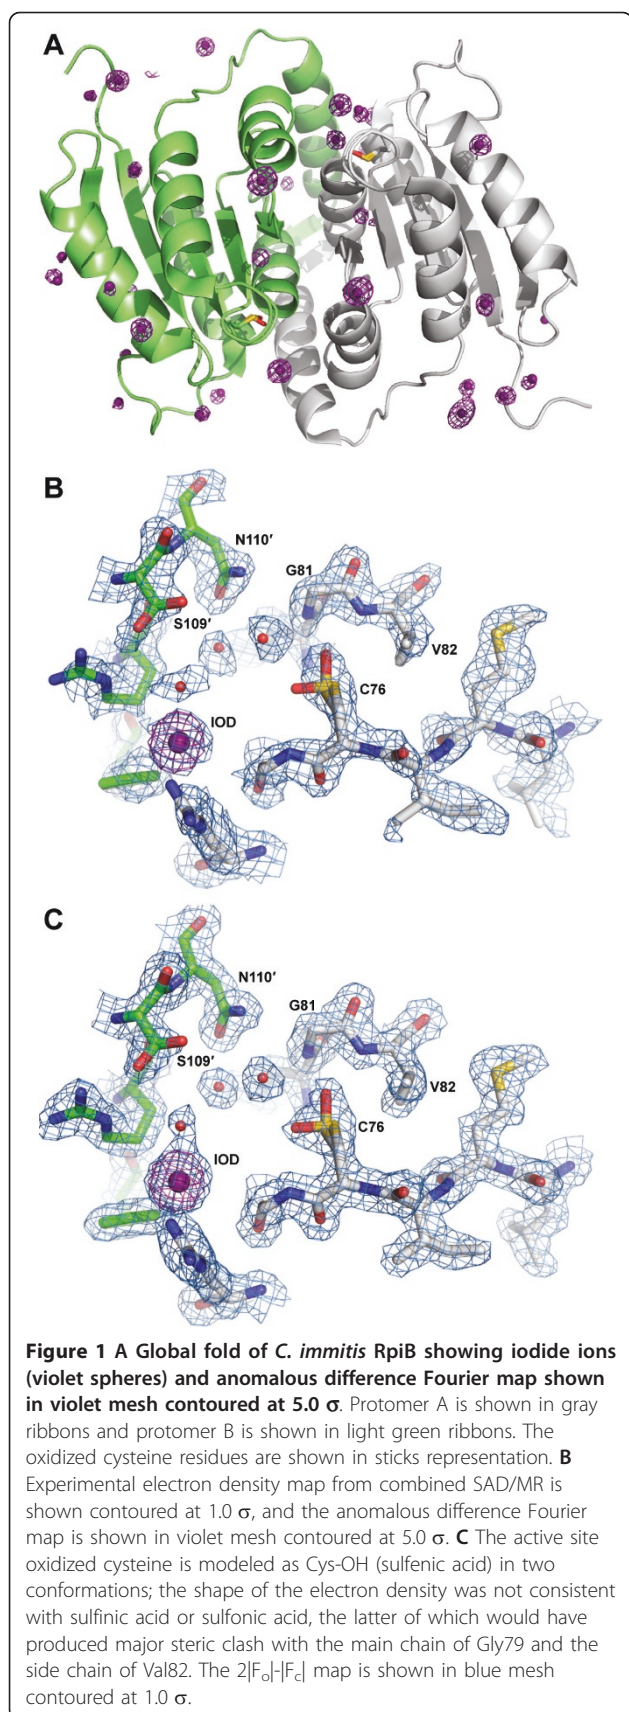 A
B
N110′
G81
S109′
V82
C76
IOD
C
N110′
G81
S109′
V82
C76
IOD
Figure 1 A Global fold of C. immitis RpiB showing iodide ions
(violet spheres) and anomalous difference Fourier map shown
in violet mesh contoured at 5.0 σ. Protomer A is shown in gray
ribbons and protomer B is shown in light green ribbons. The
oxidized cysteine residues are shown in sticks representation. B
Experimental electron density map from combined SAD/MR is
shown contoured at 1.0 σ, and the anomalous difference Fourier
map is shown in violet mesh contoured at 5.0 σ. C The active site
oxidized cysteine is modeled as Cys-OH (sulfenic acid) in two
conformations; the shape of the electron density was not consistent
with sulfinic acid or sulfonic acid, the latter of which would have
produced major steric clash with the main chain of Gly79 and the
side chain of Val82. The 2|Fo|-|Fc| map is shown in blue mesh
contoured at 1.0 σ.